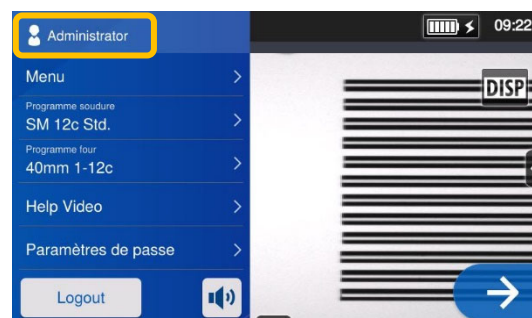 Administrator
09:22
Menu
DISP
Programme soudure
SM 12c Std.
Programme four
40mm 1-12c
Help Video
Paramètres de passe
Logout